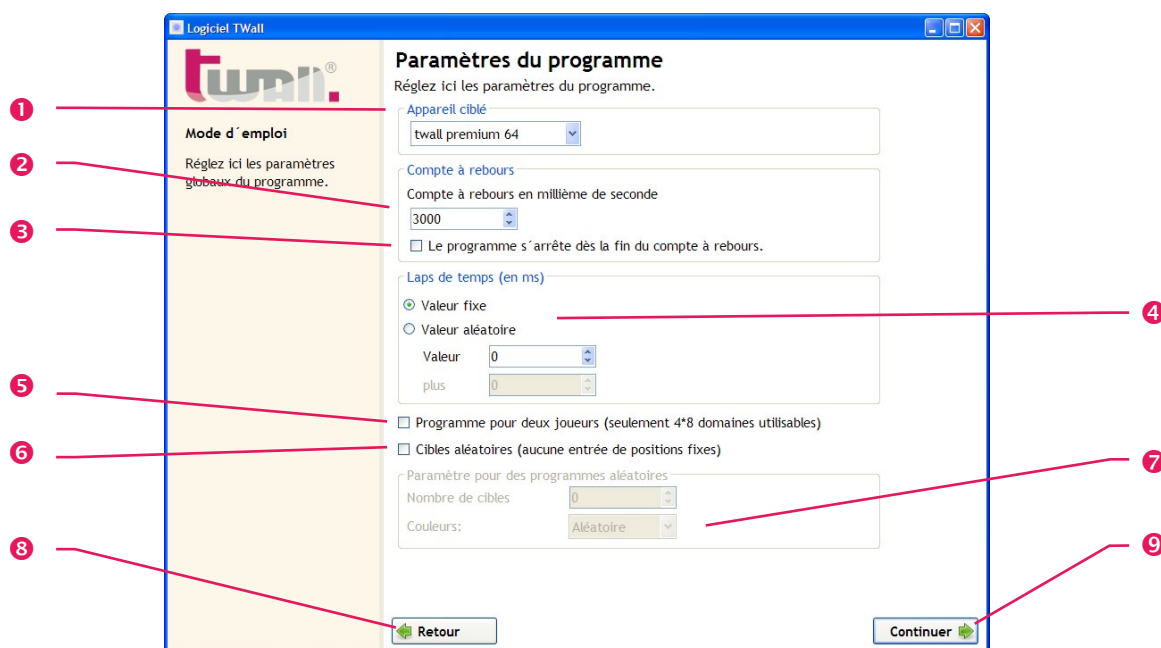 Logiciel TWall
twall.®
Mode d´emploi
Réglez ici les paramètres
globaux du programme.
Paramètres du programme
Réglez ici les paramètres du programme.
Appareil ciblé
twall premium 64
Compte à rebours
Compte à rebours en millième de seconde
3000
Le programme s´arrête dès la fin du compte à rebours.
Laps de temps (en ms)
Valeur fixe
Valeur aléatoire
Valeur 0
plus 0
Programme pour deux joueurs (seulement 4*8 domaines utilisables)
Cibles aléatoires (aucune entrée de positions fixes)
Paramètre pour des programmes aléatoires
Nombre de cibles 0
Couleurs: Aléatoire
Retour
Continuer
1
2
3
4
5
6
7
8
9